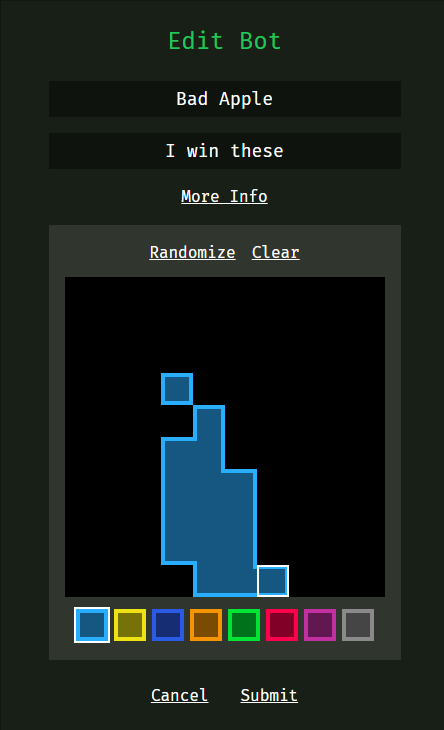 Edit Bot
Bad Apple
I win these
More Info
Randomize Clear
Cancel Submit